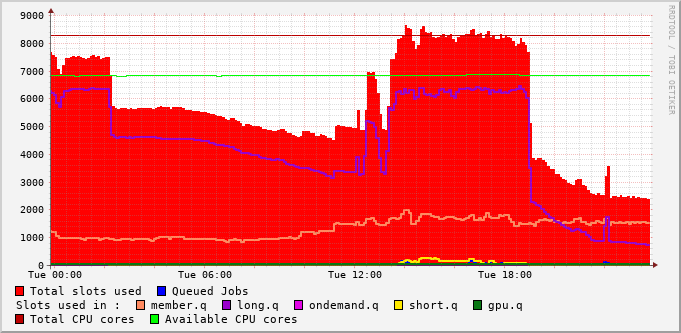 9000
8000
7000
6000
5000
4000
3000
2000
1000
0
Tue 00:00 Tue 06:00 Tue 12:00 Tue 18:00
Total slots used Queued Jobs
Slots used in : member.q long.q ondemand.q short.q gpu.q
Total CPU cores Available CPU cores
RRDTOOL / TOBI OETIKER